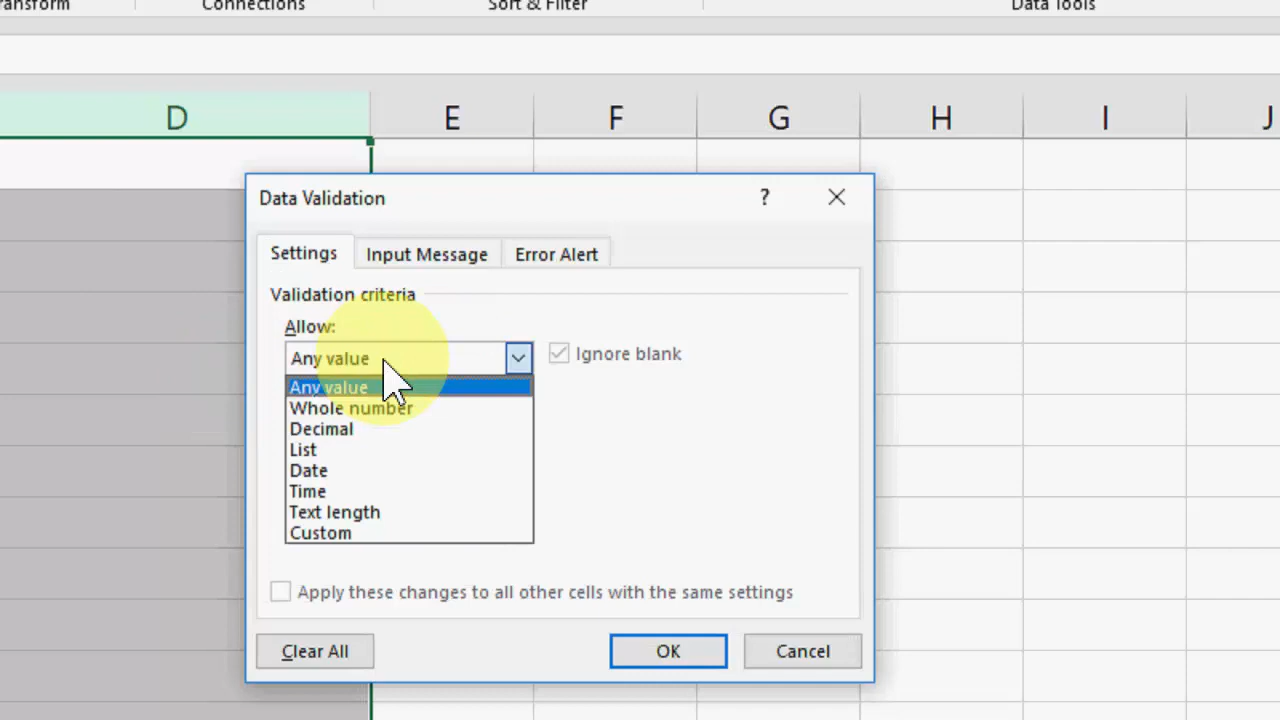 ransform Connections Sort & Filter Data Tools
D E F G H I J
Data Validation ?
Settings Input Message Error Alert
Validation criteria
Allow:
Any value Ignore blank
Any value
Whole number
Decimal
List
Date
Time
Text length
Custom
Apply these changes to all other cells with the same settings
Clear All OK Cancel